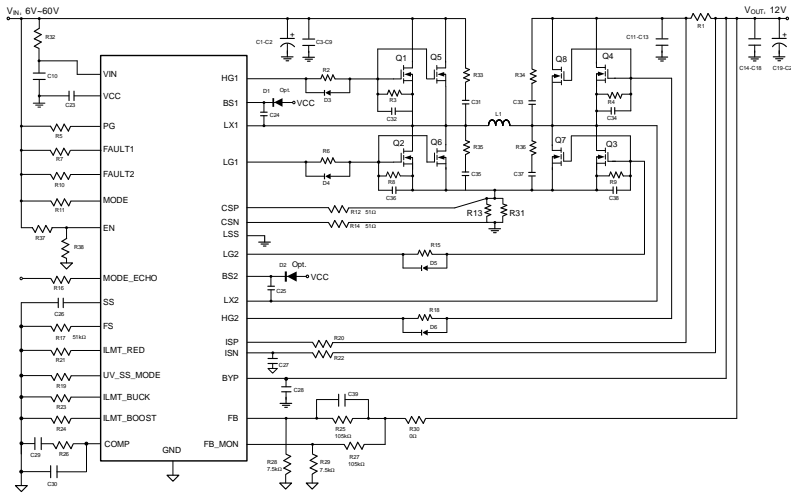 VIN, 6V~60V
VOUT, 12V
R32
C10
VIN
VCC
C23
PG
R5
FAULT1
R7
FAULT2
R10
MODE
R11
EN
R37
R38
MODE_ECHO
R16
SS
C26
FS
R17 51kΩ
ILMT_RED
R21
UV_SS_MODE
R19
ILMT_BUCK
R23
ILMT_BOOST
R24
COMP
C29
R26
C30
GND
HG1
BS1
LX1
LG1
CSP
CSN
LSS
LG2
BS2
LX2
HG2
ISP
ISN
BYP
FB
FB_MON
C1-C2
C3-C9
R2
D3
D1 Opt.
VCC
C24
Q1
Q5
R3
C32
R33
C31
L1
R34
C33
Q8
Q4
R4
C34
C11-C13
R1
C14-C18
R6
D4
Q2
Q6
R8
C36
R35
C35
R36
C37
Q7
Q3
R9
C38
R12 51Ω
R14 51Ω
R13
R31
R15
D5
D2 Opt.
VCC
C25
R18
D6
R20
R22
C27
C28
C39
R25
105kΩ
R30
0Ω
R27
105kΩ
R28
7.5kΩ
R29
7.5kΩ